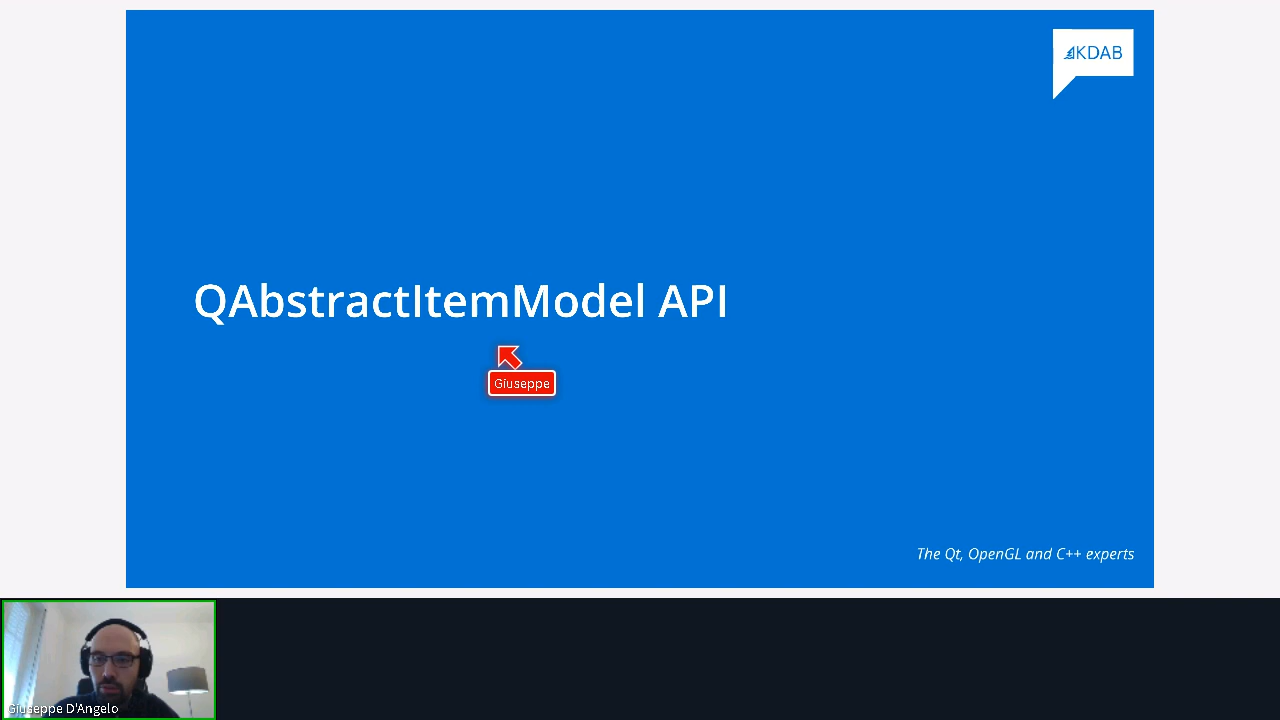 KDAB
QAbstractItemModel API
Giuseppe
The Qt, OpenGL and C++ experts
Giuseppe D'Angelo